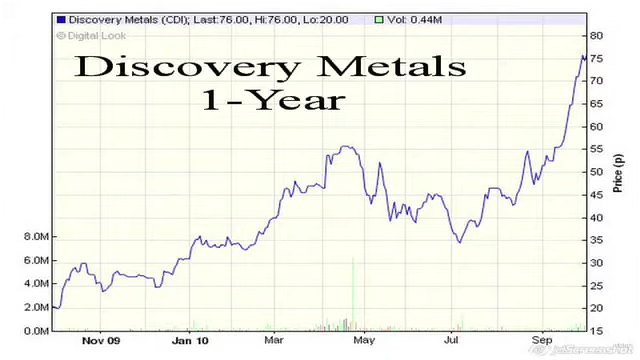 Discovery Metals (CDI); Last:76.00, Hi:76.00, Lo:20.00 Vol: 0.44M
© Digital Look
Discovery Metals
1-Year
80
75
70
65
60
55
50
45
40
35
30
25
20
15
Price (p)
8.0M
6.0M
4.0M
2.0M
0.0M
Nov 09 Jan 10 Mar May Jul Sep